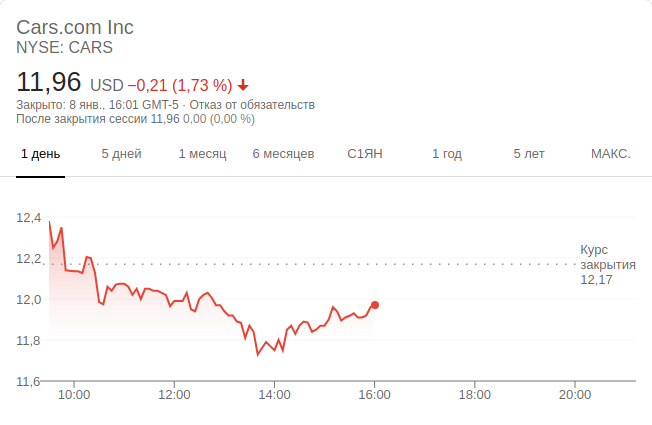 Cars.com Inc
NYSE: CARS
11,96 USD −0,21 (1,73 %)
Закрыто: 8 янв., 16:01 GMT-5 · Отказ от обязательств
После закрытия сессии 11,96 0,00 (0,00 %)
1 день 5 дней 1 месяц 6 месяцев С1ЯН 1 год 5 лет МАКС.
12,4
12,2
12,0
11,8
11,6
Курс
закрытия
12,17
10:00 12:00 14:00 16:00 18:00 20:00